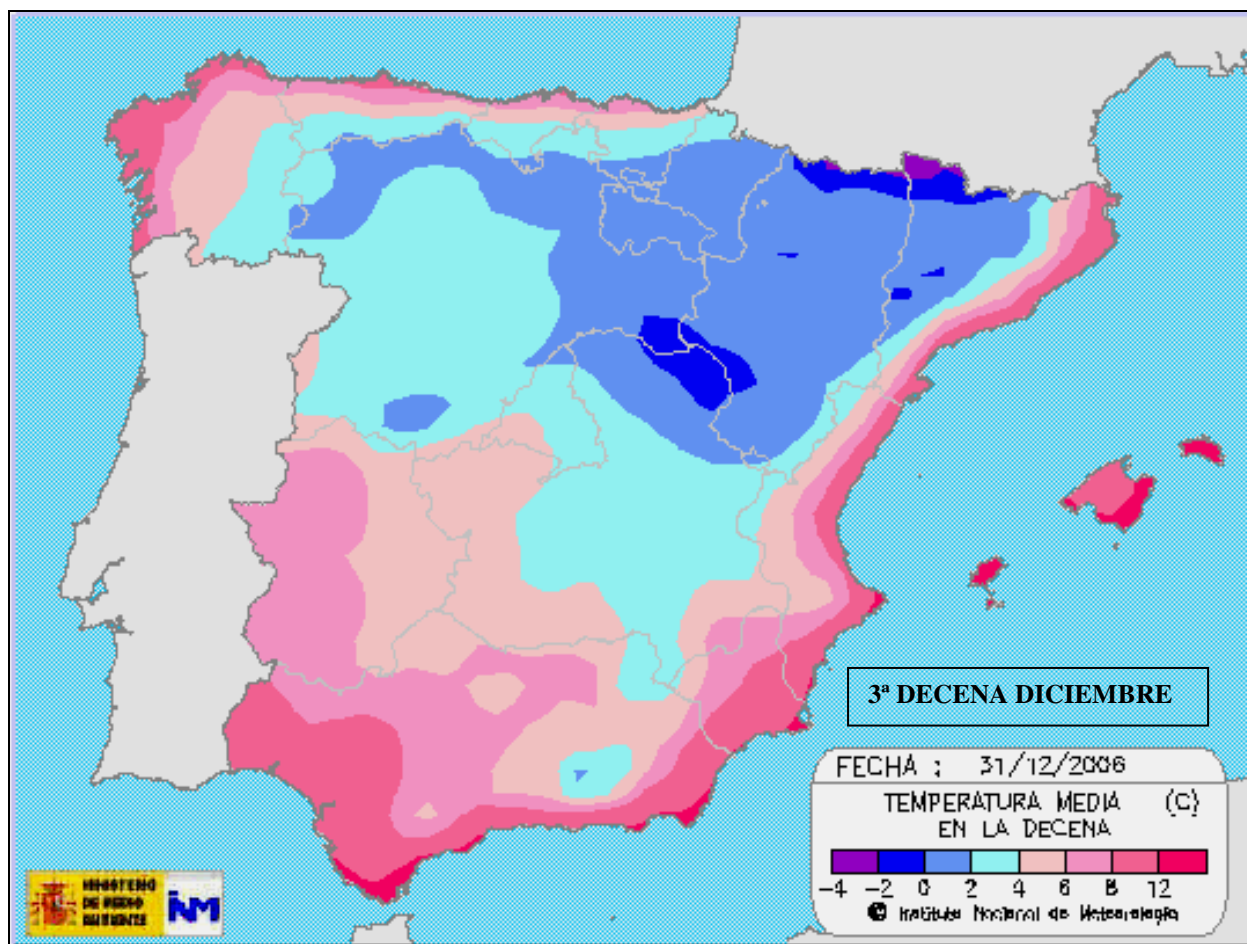 3ª DECENA DICIEMBRE
FECHA : 31/12/2006
TEMPERATURA MEDIA (C)
EN LA DECENA
-4 -2 0 2 4 6 8 12
© Instituto Nacional de Meteorología
MINISTERIO
DE MEDIO
AMBIENTE
INM